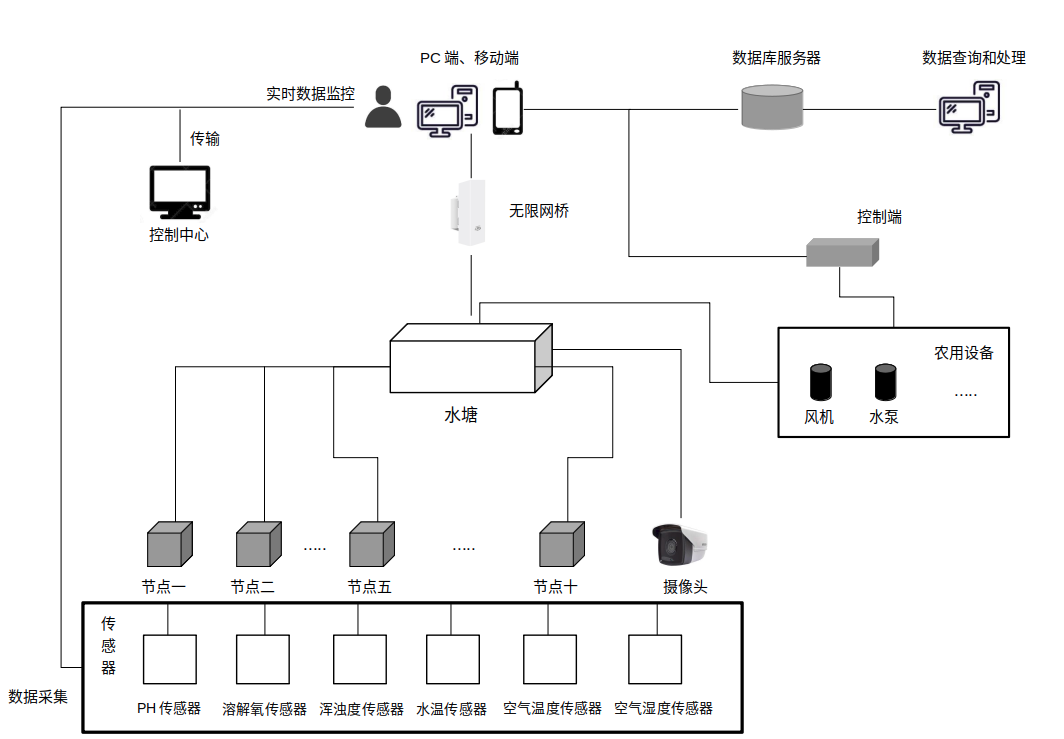 PC 端、移动端
数据库服务器
数据查询和处理
实时数据监控
传输
控制中心
无限网桥
控制端
农用设备
.....
风机
水泵
水塘
.....
.....
节点一
节点二
节点五
节点十
摄像头
传
感
器
数据采集
PH 传感器
溶解氧传感器
浑浊度传感器
水温传感器
空气温度传感器
空气湿度传感器